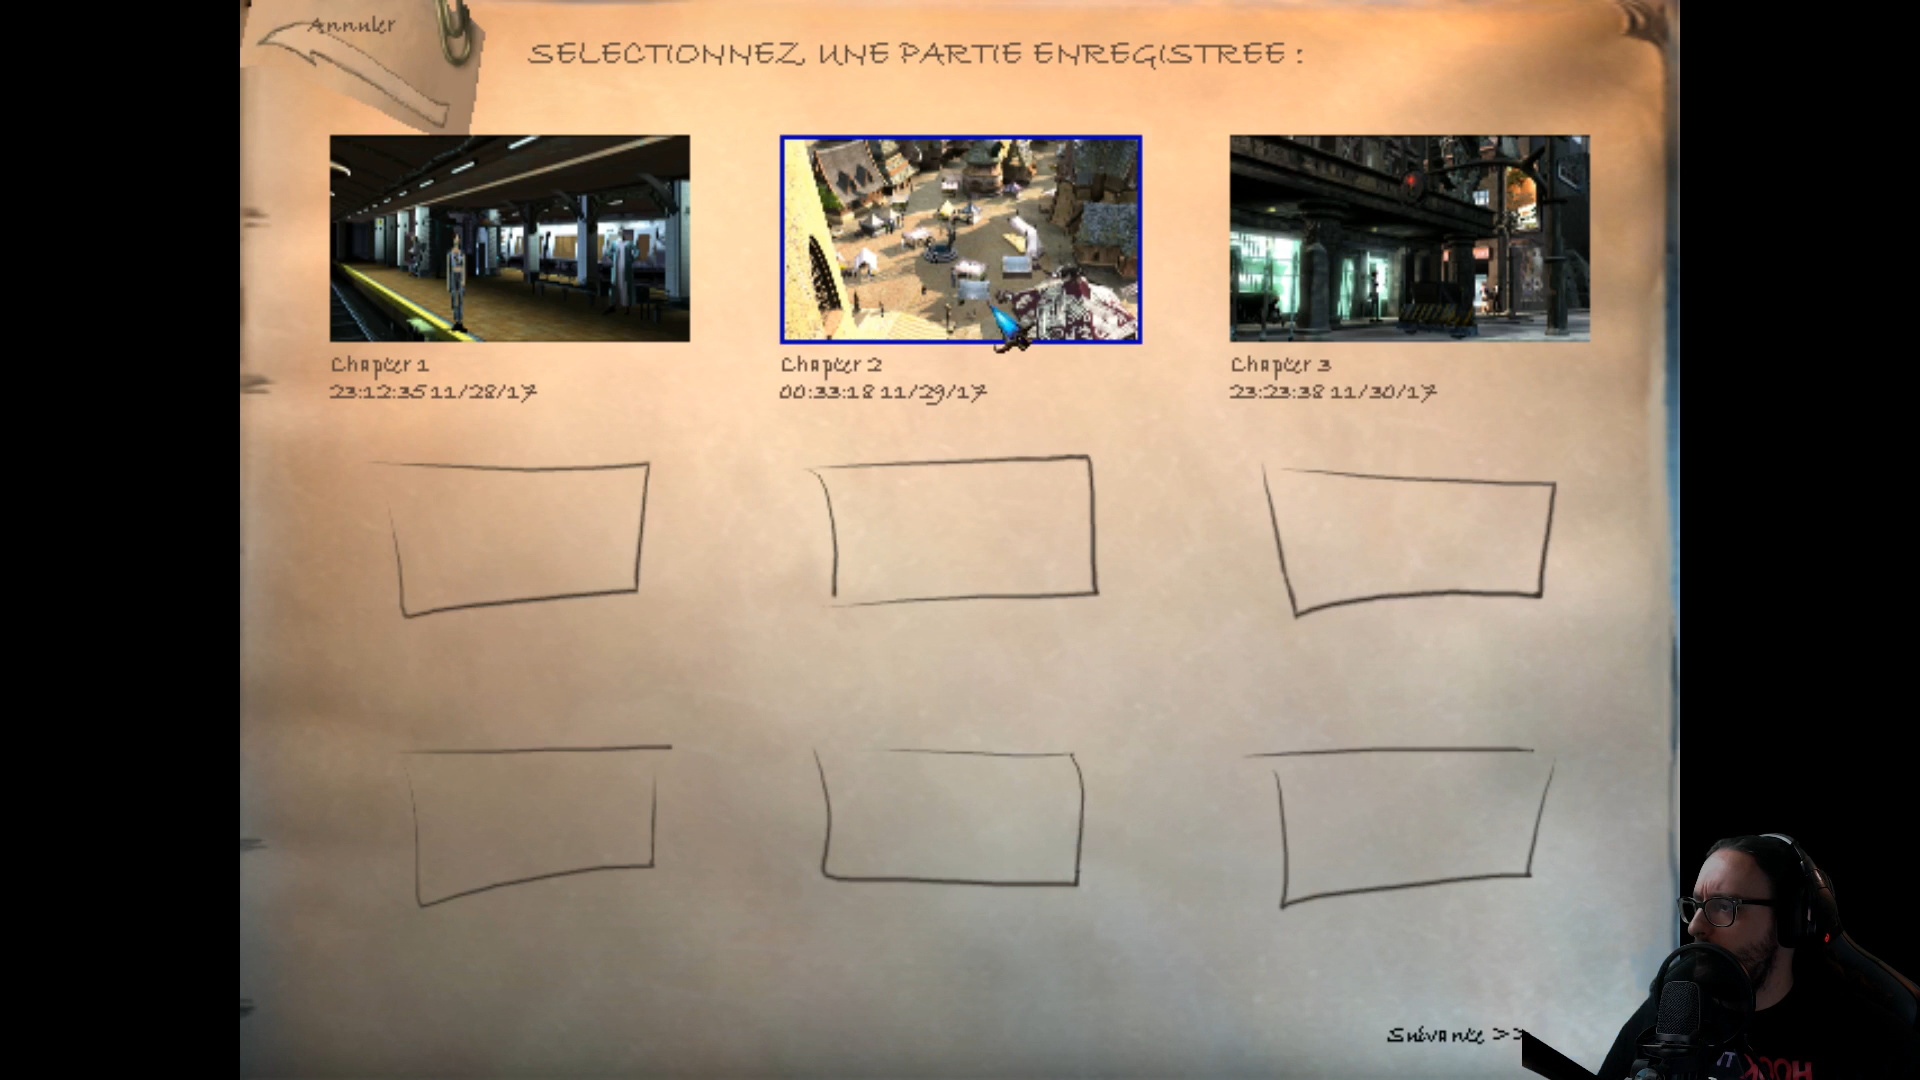 Annuler
SELECTIONNEZ UNE PARTIE ENREGISTREE :
Chapter 1
23:12:35 11/28/17
Chapter 2
00:33:18 11/29/17
Chapter 3
23:23:38 11/30/17
Suivante >>